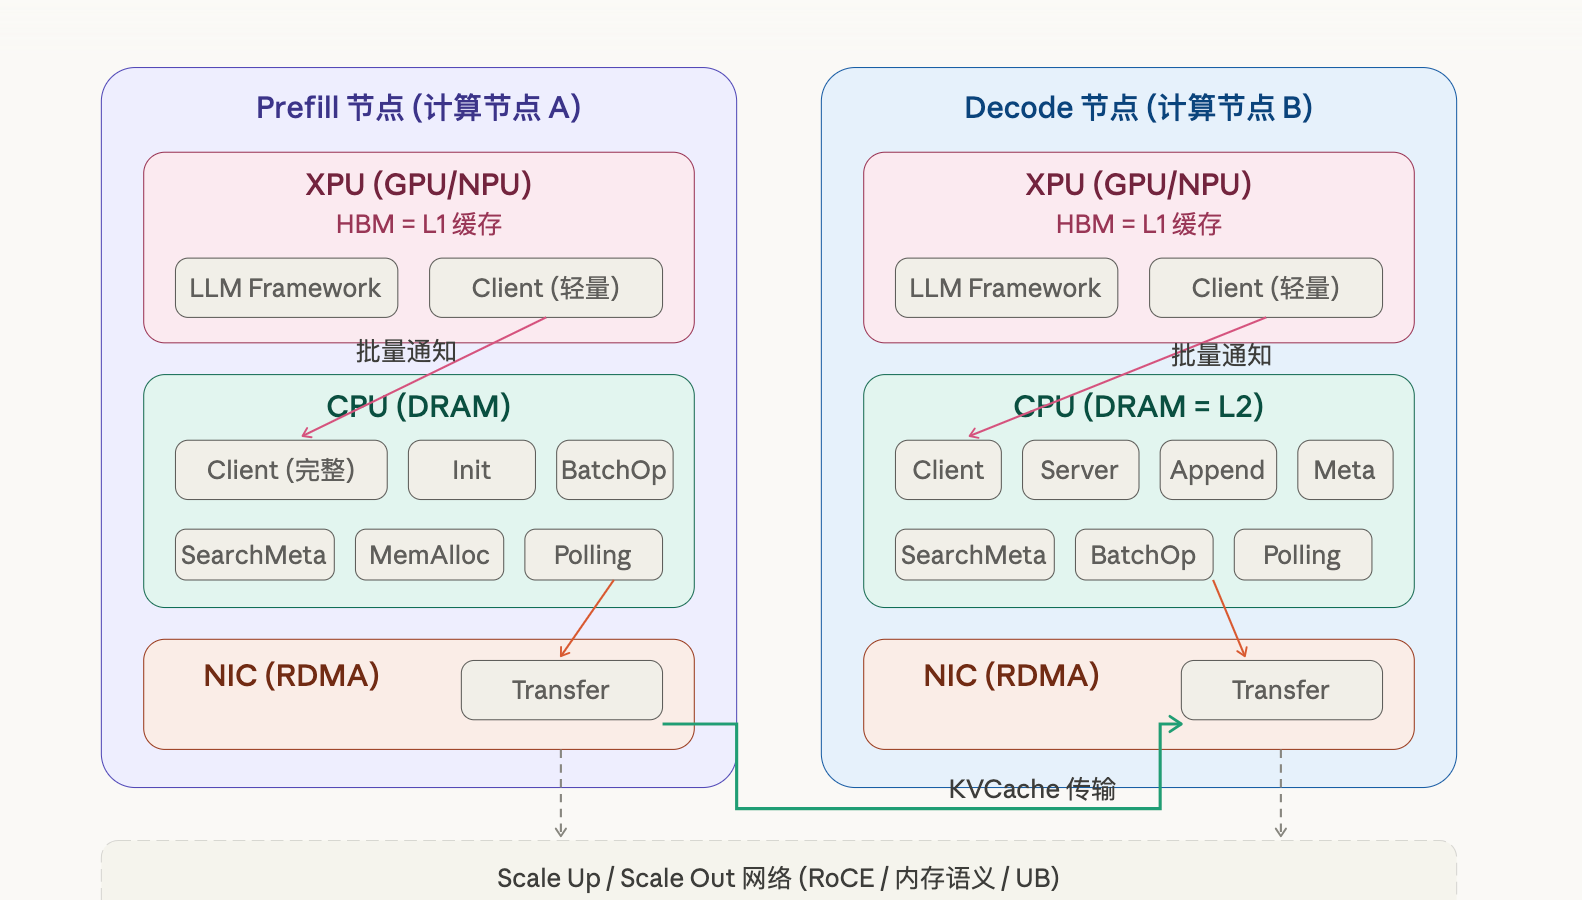 Prefill 节点 (计算节点 A)
XPU (GPU/NPU)
HBM = L1 缓存
LLM Framework
Client (轻量)
批量通知
CPU (DRAM)
Client (完整)
Init
BatchOp
SearchMeta
MemAlloc
Polling
NIC (RDMA)
Transfer
Decode 节点 (计算节点 B)
XPU (GPU/NPU)
HBM = L1 缓存
LLM Framework
Client (轻量)
批量通知
CPU (DRAM = L2)
Client
Server
Append
Meta
SearchMeta
BatchOp
Polling
NIC (RDMA)
Transfer
KVCache 传输
Scale Up / Scale Out 网络 (RoCE / 内存语义 / UB)